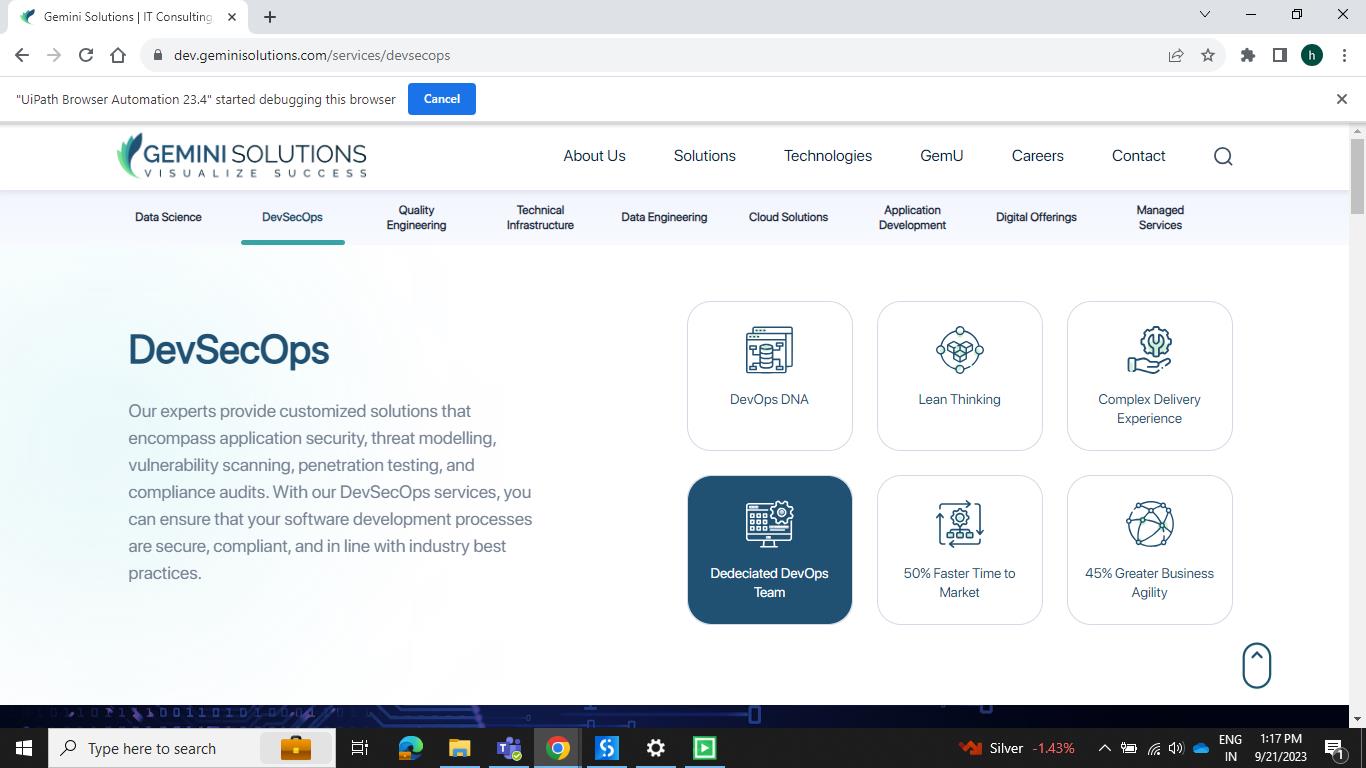 Gemini Solutions | IT Consulting
dev.geminisolutions.com/services/devsecops
h
"UiPath Browser Automation 23.4" started debugging this browser
Cancel
GEMINI SOLUTIONS
VISUALIZE SUCCESS
About Us
Solutions
Technologies
GemU
Careers
Contact
Data Science
DevSecOps
Quality
Engineering
Technical
Infrastructure
Data Engineering
Cloud Solutions
Application
Development
Digital Offerings
Managed
Services
DevSecOps
Our experts provide customized solutions that
encompass application security, threat modelling,
vulnerability scanning, penetration testing, and
compliance audits. With our DevSecOps services, you
can ensure that your software development processes
are secure, compliant, and in line with industry best
practices.
DevOps DNA
Lean Thinking
Complex Delivery
Experience
Dedeciated DevOps
Team
50% Faster Time to
Market
45% Greater Business
Agility
Type here to search
Silver -1.43%
ENG
IN
1:17 PM
9/21/2023
1